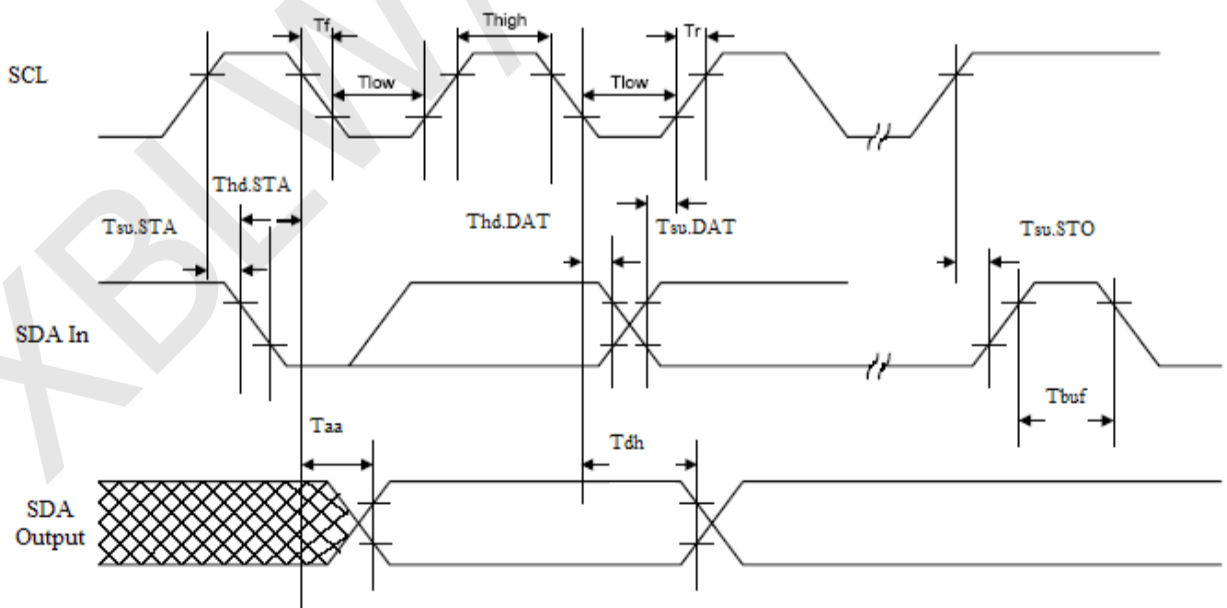 Tf
Thigh
Tr
SCL
Tlow
Tlow
Thd.STA
Tsu.STA
Thd.DAT
Tsu.DAT
Tsu.STO
SDA In
Tbuf
Taa
Tdh
SDA
Output